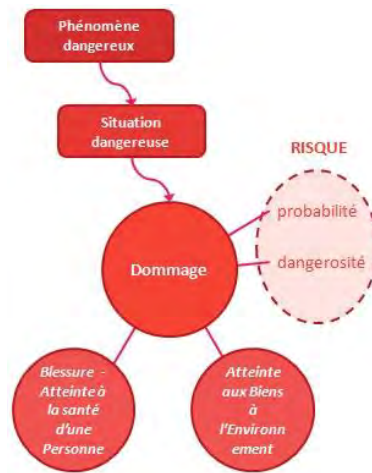 Phénomène
dangereux
Situation
dangereuse
RISQUE
probabilité
dangerosité
Dommage
Blessure -
Atteinte à
la santé
d'une
Personne
Atteinte
aux Biens
à
l'Environn
ement